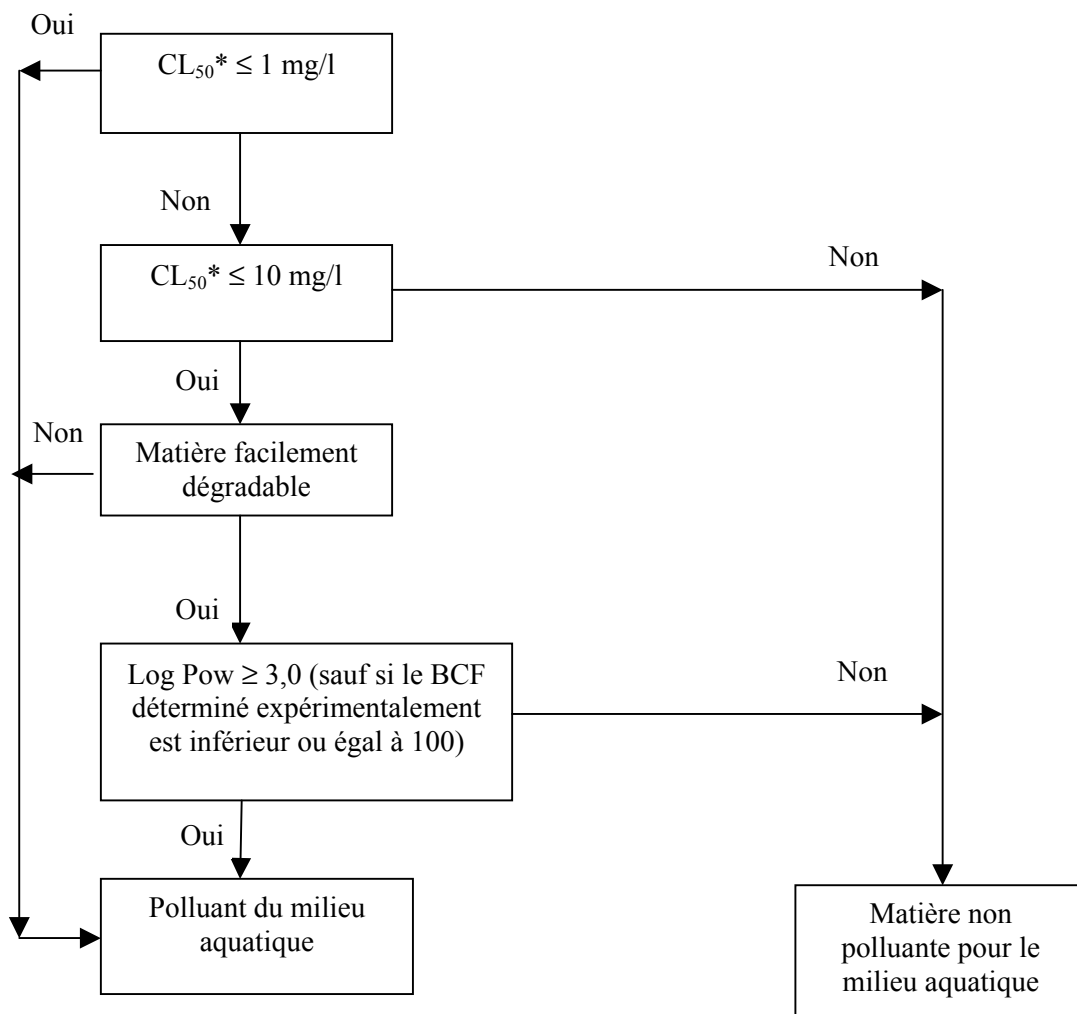 Oui
CL₅₀* ≤ 1 mg/l
Non
CL₅₀* ≤ 10 mg/l
Non
Oui
Non
Matière facilement
dégradable
Oui
Log Pow ≥ 3,0 (sauf si le BCF
déterminé expérimentalement
est inférieur ou égal à 100)
Non
Oui
Polluant du milieu
aquatique
Matière non
polluante pour le
milieu aquatique